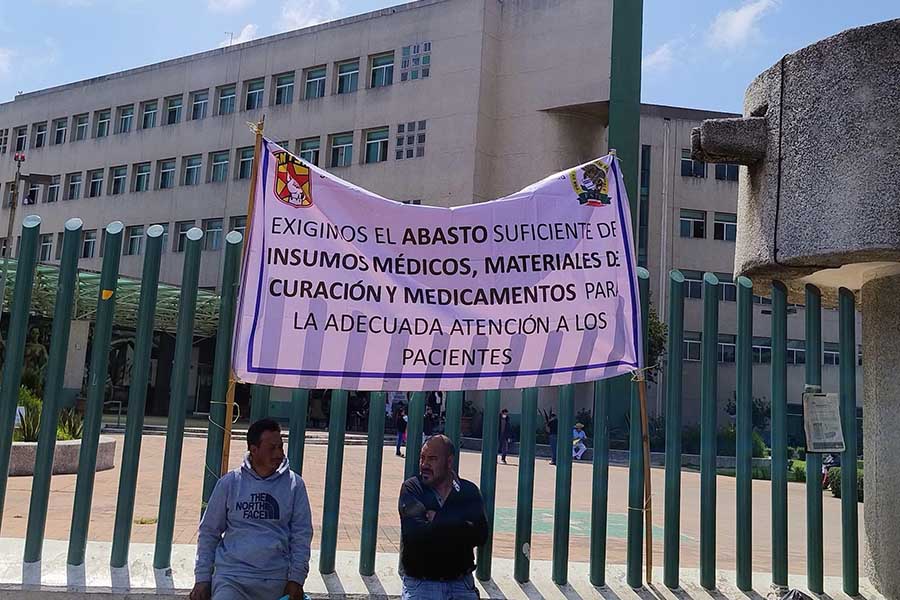 EXIGINOS EL ABASTO SUFICIENTE DE
INSUMOS MÉDICOS, MATERIALES DE
CURACIÓN Y MEDICAMENTOS PARA
LA ADECUADA ATENCIÓN A LOS
PACIENTES
THE
NORTH
FACE